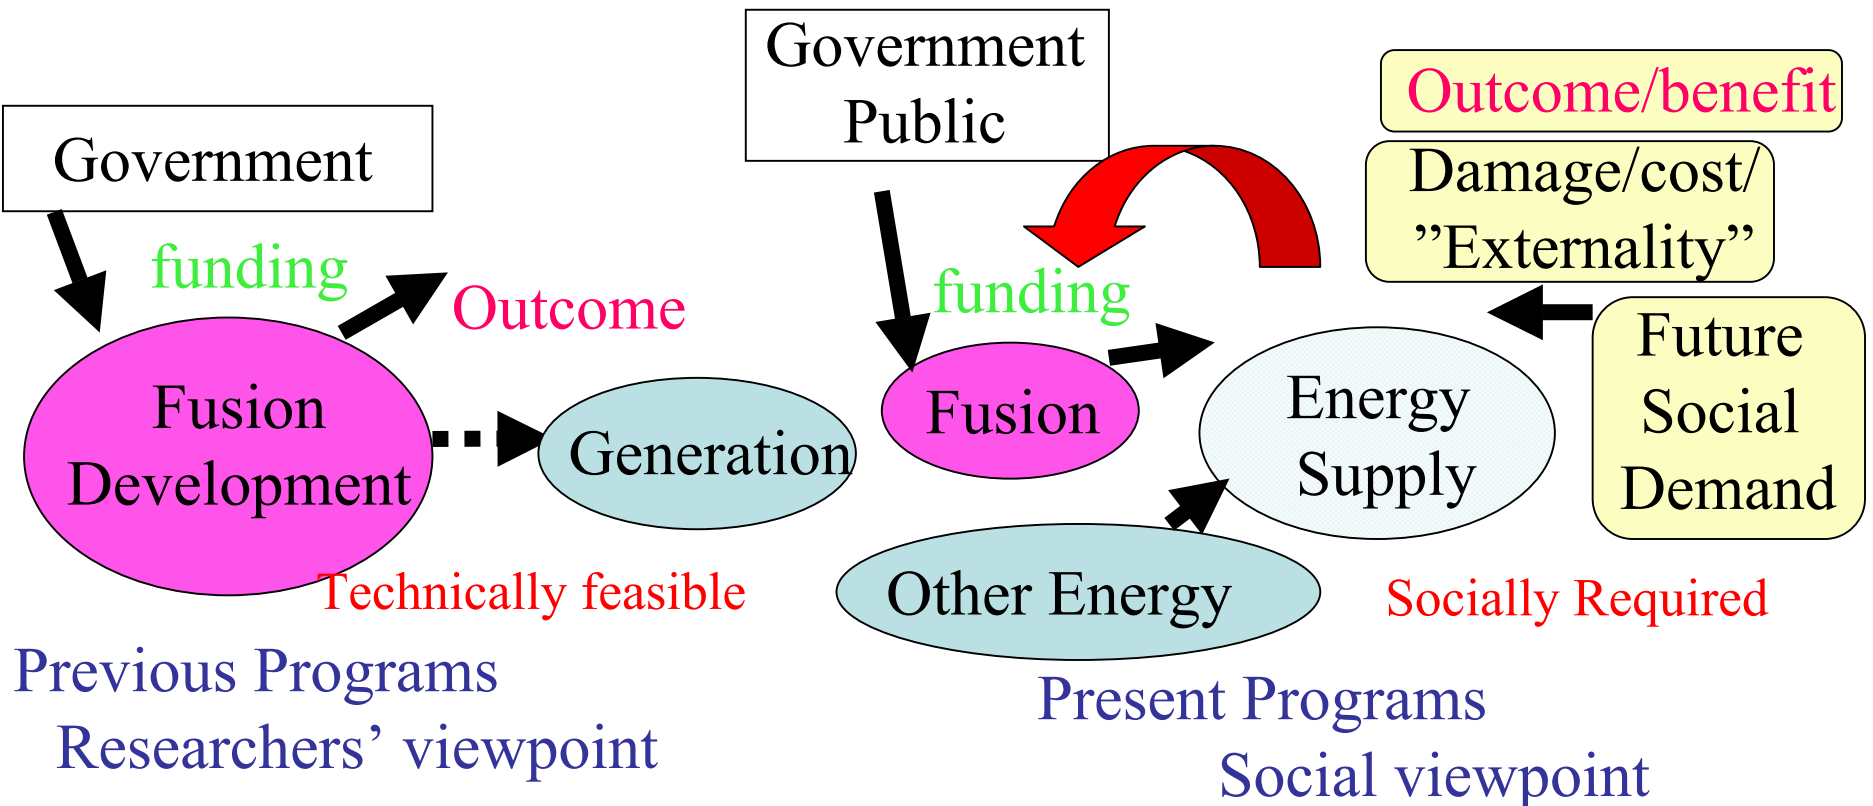 Government
funding
Outcome
Fusion
Development
Generation
Technically feasible
Previous Programs
Researchers’ viewpoint
Government
Public
funding
Fusion
Energy
Supply
Other Energy
Outcome/benefit
Damage/cost/
”Externality”
Future
Social
Demand
Socially Required
Present Programs
Social viewpoint